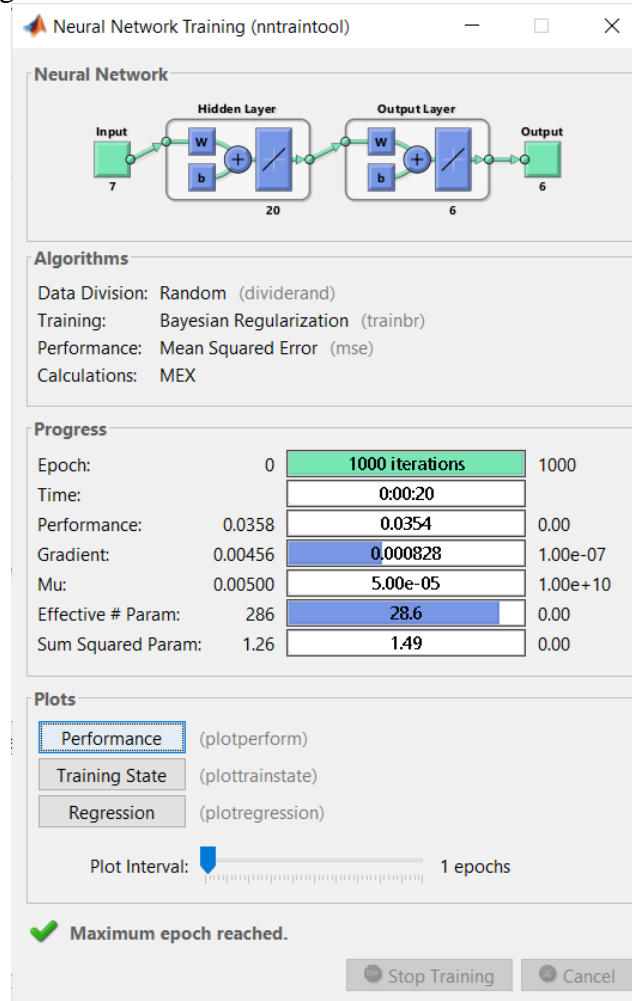 Neural Network Training (nntraintool)
Neural Network
Hidden Layer Output Layer
Input Output
W W
+ +
b b
7 6
20 6
Algorithms
Data Division: Random (dividerand)
Training: Bayesian Regularization (trainbr)
Performance: Mean Squared Error (mse)
Calculations: MEX
Progress
Epoch: 0 1000 iterations 1000
Time: 0:00:20
Performance: 0.0358 0.0354 0.00
Gradient: 0.00456 0.000828 1.00e-07
Mu: 0.00500 5.00e-05 1.00e+10
Effective # Param: 286 28.6 0.00
Sum Squared Param: 1.26 1.49 0.00
Plots
Performance (plotperform)
Training State (plottrainstate)
Regression (plotregression)
Plot Interval: 1 epochs
Maximum epoch reached.
Stop Training Cancel